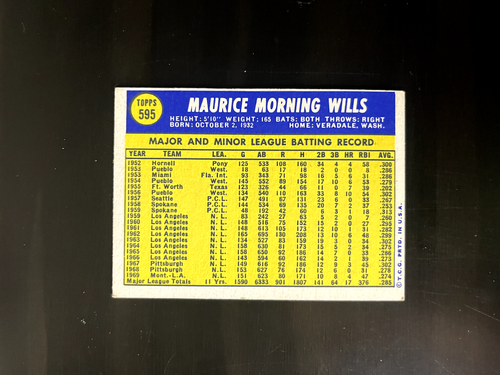 TOPPS
595
MAURICE MORNING WILLS
HEIGHT: 5'10" WEIGHT: 165 BATS: BOTH THROWS: RIGHT
BORN: OCTOBER 2, 1932 HOME: VERADALE, WASH.
MAJOR AND MINOR LEAGUE BATTING RECORD
YEAR TEAM LEA. G AB R H 2B 3B HR RBI AVG.
1952 Hornell Pony 125 533 108 160 12 4 4 58 .300
1953 Pueblo West. 18 63 17 18 2 0 0 8 .286
1953 Miami Fla. Int. 93 343 71 98 16 5 6 31 .286
1954 Pueblo West. 145 552 89 154 17 10 6 33 .279
1955 Ft. Worth Texas 123 326 44 66 11 0 7 39 .202
1956 Pueblo West. 134 540 110 163 33 8 10 54 .302
1957 Seattle P.C.L. 147 491 67 131 23 6 0 33 .267
1958 Spokane P.C.L. 144 534 69 135 20 7 2 37 .253
1959 Spokane P.C.L. 48 192 42 60 9 3 1 18 .313
1959 Los Angeles N. L. 83 242 27 63 5 2 0 7 .260
1960 Los Angeles N. L. 148 516 75 152 15 2 0 27 .295
1961 Los Angeles N. L. 148 613 105 173 12 10 1 31 .282
1962 Los Angeles N. L. 165 695 130 208 13 10 6 48 .299
1963 Los Angeles N. L. 134 527 83 159 19 3 0 34 .302
1964 Los Angeles N. L. 158 630 81 173 15 5 2 34 .275
1965 Los Angeles N. L. 158 650 92 186 14 7 0 33 .286
1966 Los Angeles N. L. 143 594 60 162 14 2 1 39 .273
1967 Pittsburgh N. L. 149 616 92 186 12 9 3 45 .302
1968 Pittsburgh N. L. 153 627 76 174 12 6 0 31 .278
1969 Mont.-L.A. N. L. 151 623 80 171 10 8 4 47 .274
Major League Totals 11 Yrs. 1590 6333 901 1807 141 64 17 376 .285
© T.C.G. PRTD. IN U.S.A.